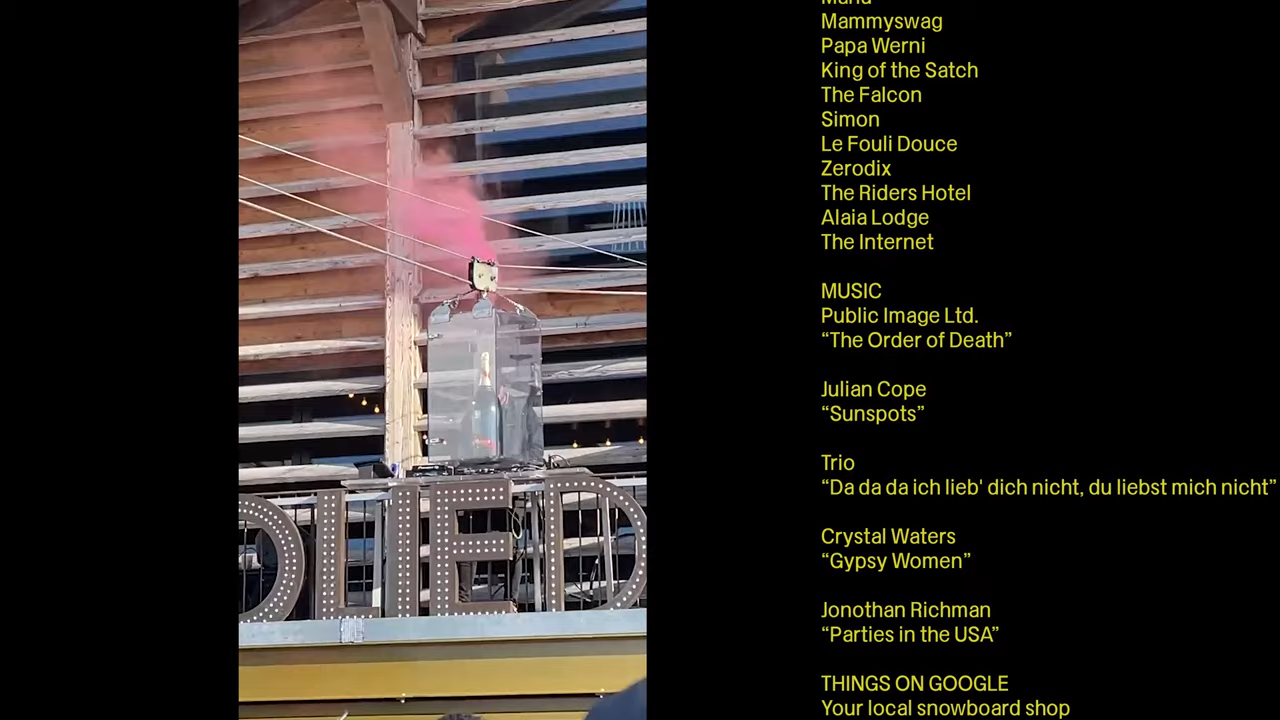 OLIED
Mammyswag
Papa Werni
King of the Satch
The Falcon
Simon
Le Fouli Douce
Zerodix
The Riders Hotel
Alaia Lodge
The Internet
MUSIC
Public Image Ltd.
“The Order of Death”
Julian Cope
“Sunspots”
Trio
“Da da da ich lieb' dich nicht, du liebst mich nicht”
Crystal Waters
“Gypsy Women”
Jonothan Richman
“Parties in the USA”
THINGS ON GOOGLE
Your local snowboard shop